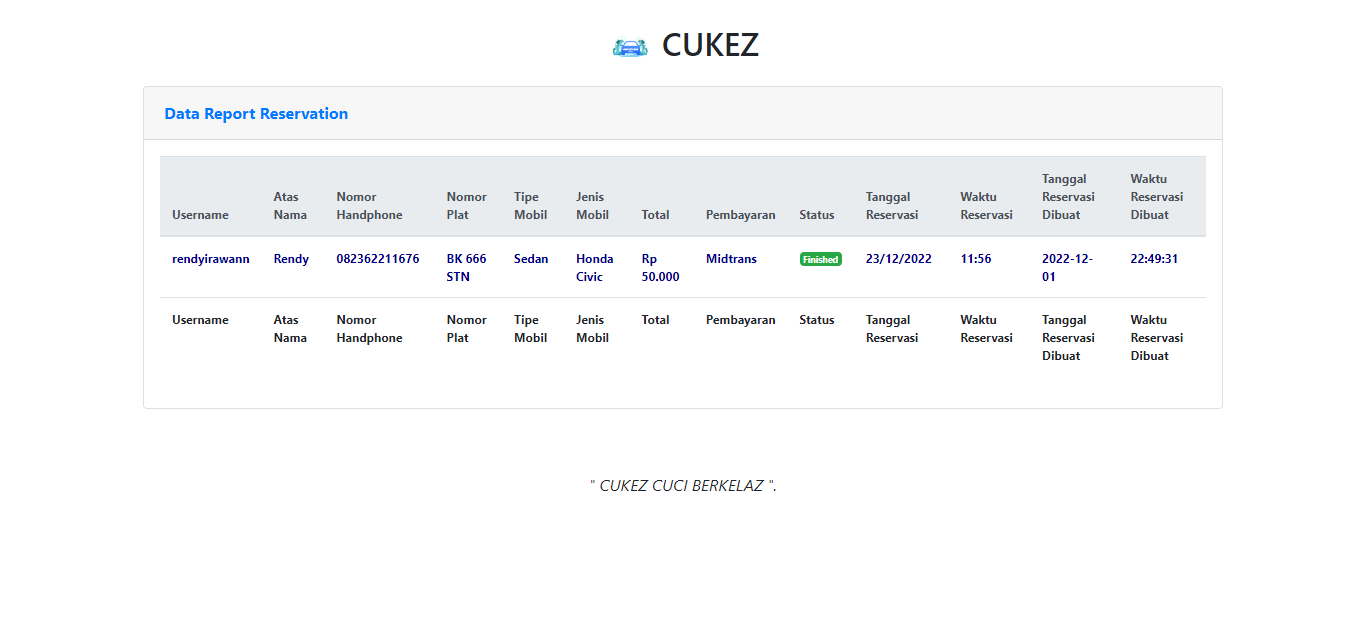 CUKEZ
Data Report Reservation
Username Atas Nama Nomor Handphone Nomor Plat Tipe Mobil Jenis Mobil Total Pembayaran Status Tanggal Reservasi Waktu Reservasi Tanggal Reservasi Dibuat Waktu Reservasi Dibuat
rendyirawann Rendy 082362211676 BK 666 STN Sedan Honda Civic Rp 50.000 Midtrans Finished 23/12/2022 11:56 2022-12-01 22:49:31
Username Atas Nama Nomor Handphone Nomor Plat Tipe Mobil Jenis Mobil Total Pembayaran Status Tanggal Reservasi Waktu Reservasi Tanggal Reservasi Dibuat Waktu Reservasi Dibuat
" CUKEZ CUCI BERKELAZ ".